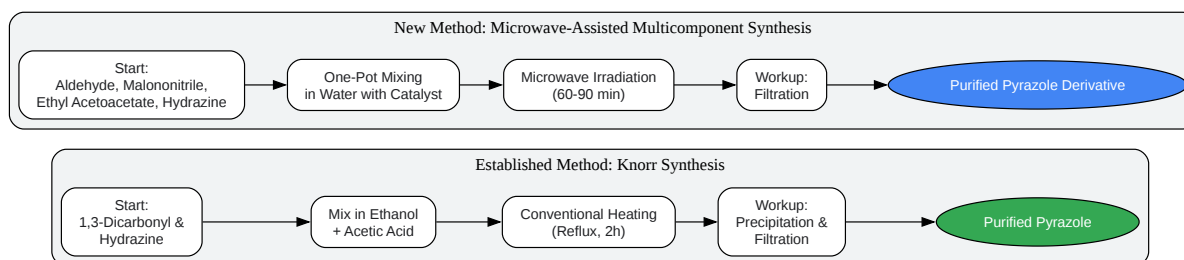 New Method: Microwave-Assisted Multicomponent Synthesis
Start:
Aldehyde, Malononitrile,
Ethyl Acetoacetate, Hydrazine
One-Pot Mixing
in Water with Catalyst
Microwave Irradiation
(60-90 min)
Workup:
Filtration
Purified Pyrazole Derivative
Established Method: Knorr Synthesis
Start:
1,3-Dicarbonyl &
Hydrazine
Mix in Ethanol
+ Acetic Acid
Conventional Heating
(Reflux, 2h)
Workup:
Precipitation &
Filtration
Purified Pyrazole